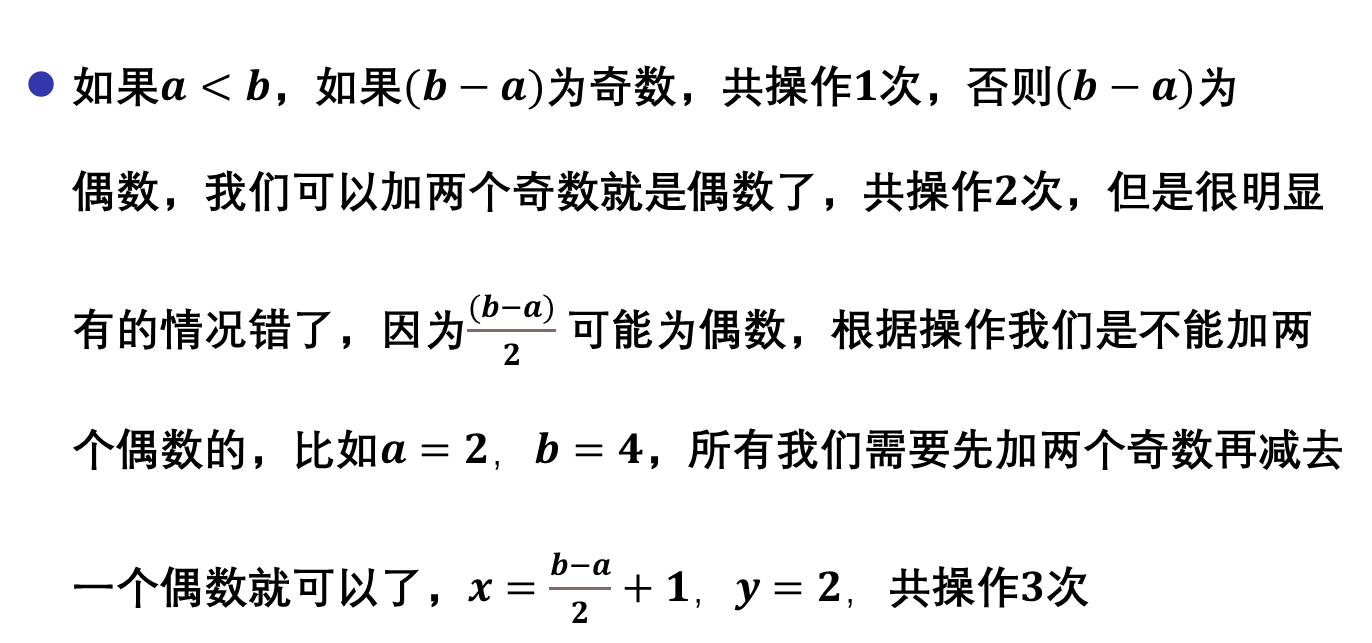 ● 如果a < b，如果(b − a)为奇数，共操作1次，否则(b − a)为
偶数，我们可以加两个奇数就是偶数了，共操作2次，但是很明显
有的情况错了，因为(b−a)/2 可能为偶数，根据操作我们是不能加两
个偶数的，比如a = 2，b = 4，所有我们需要先加两个奇数再减去
一个偶数就可以了，x = b−a/2 + 1，y = 2，共操作3次